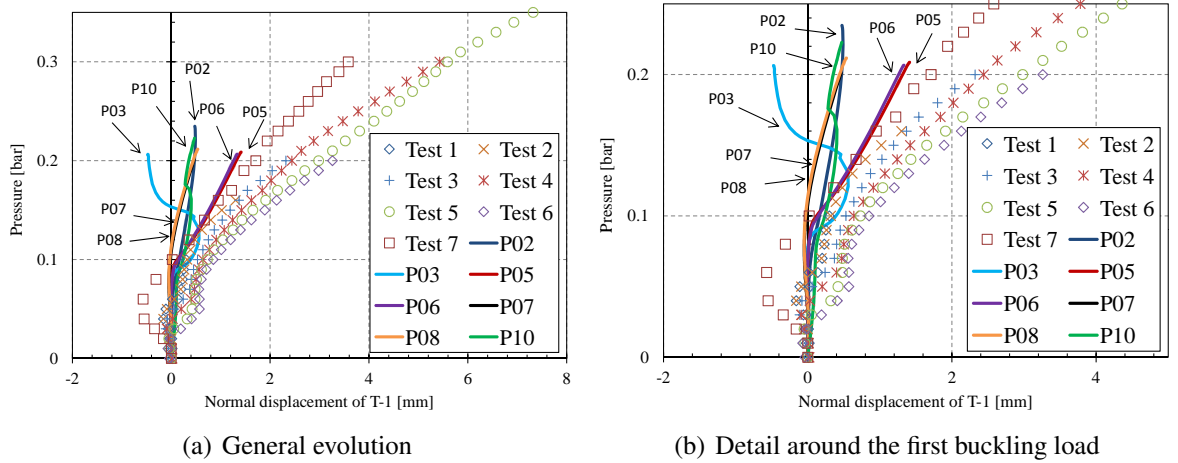 P02
P10
P06
P05
P03
P07
P08
0
0.1
0.2
0.3
-2
0
2
4
6
8
Pressure [bar]
Normal displacement of T-1 [mm]
Test 1
Test 2
Test 3
Test 4
Test 5
Test 6
Test 7
P02
P03
P05
P06
P07
P08
P10
(a) General evolution
P02
P10
P06
P05
P03
P07
P08
0
0.1
0.2
-2
0
2
4
Pressure [bar]
Normal displacement of T-1 [mm]
Test 1
Test 2
Test 3
Test 4
Test 5
Test 6
Test 7
P02
P03
P05
P06
P07
P08
P10
(b) Detail around the first buckling load